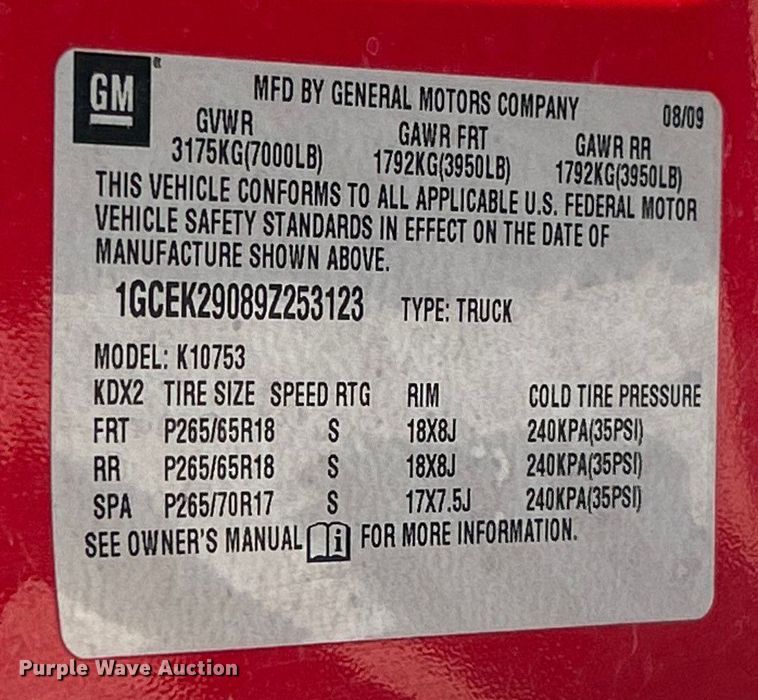 GM®
MFD BY GENERAL MOTORS COMPANY 08/09
GVWR GAWR FRT GAWR RR
3175KG(7000LB) 1792KG(3950LB) 1792KG(3950LB)
THIS VEHICLE CONFORMS TO ALL APPLICABLE U.S. FEDERAL MOTOR
VEHICLE SAFETY STANDARDS IN EFFECT ON THE DATE OF
MANUFACTURE SHOWN ABOVE.
1GCEK29089Z253123 TYPE: TRUCK
MODEL: K10753
KDX2 TIRE SIZE SPEED RTG RIM COLD TIRE PRESSURE
FRT P265/65R18 S 18X8J 240KPA(35PSI)
RR P265/65R18 S 18X8J 240KPA(35PSI)
SPA P265/70R17 S 17X7.5J 240KPA(35PSI)
SEE OWNER'S MANUAL i FOR MORE INFORMATION.
Purple Wave Auction